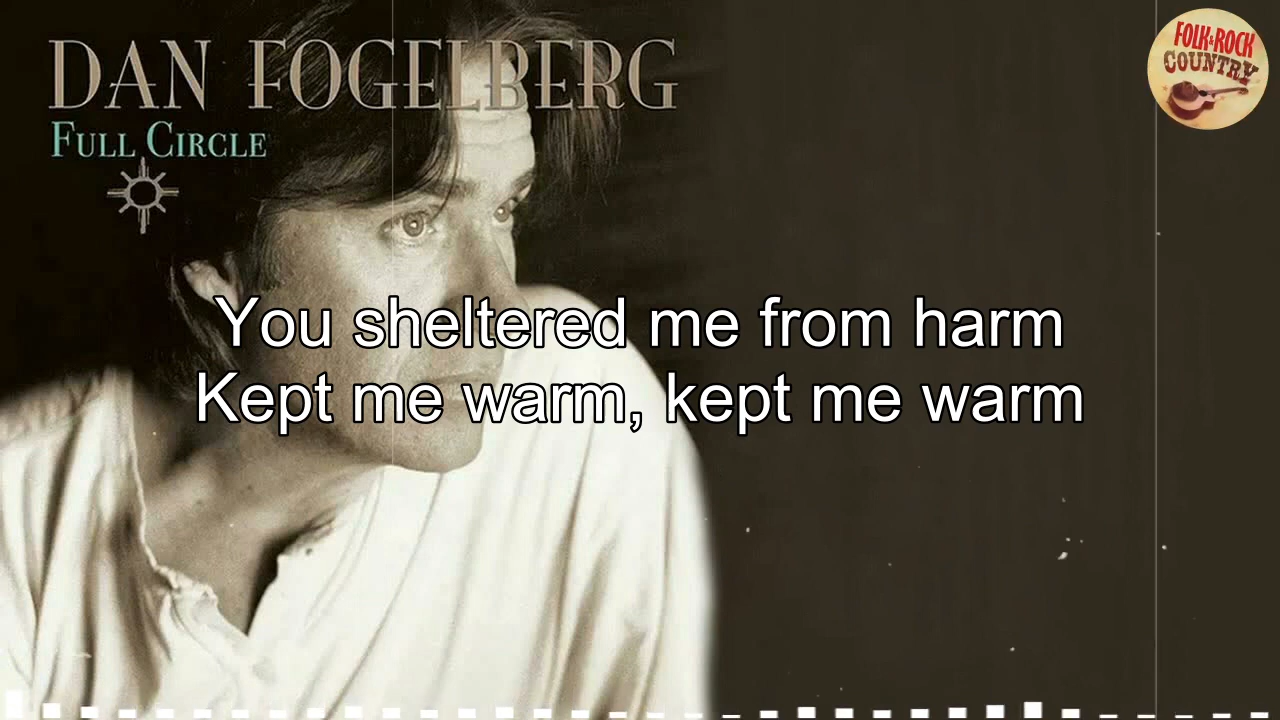 DAN FOGELBERG
FULL CIRCLE
FOLK & ROCK
COUNTRY
You sheltered me from harm
Kept me warm, kept me warm